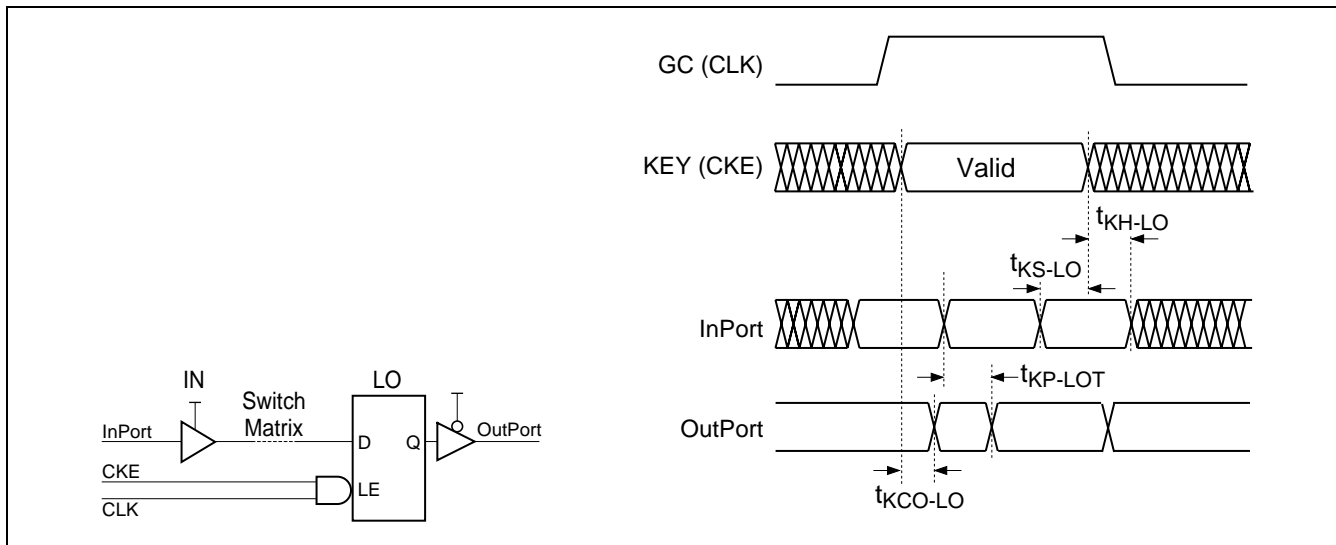 IN
Switch
Matrix
LO
InPort
D
Q
OutPort
CKE
CLK
LE
GC (CLK)
KEY (CKE)
Valid
tKH-LO
tKS-LO
InPort
tKP-LOT
OutPort
tKCO-LO